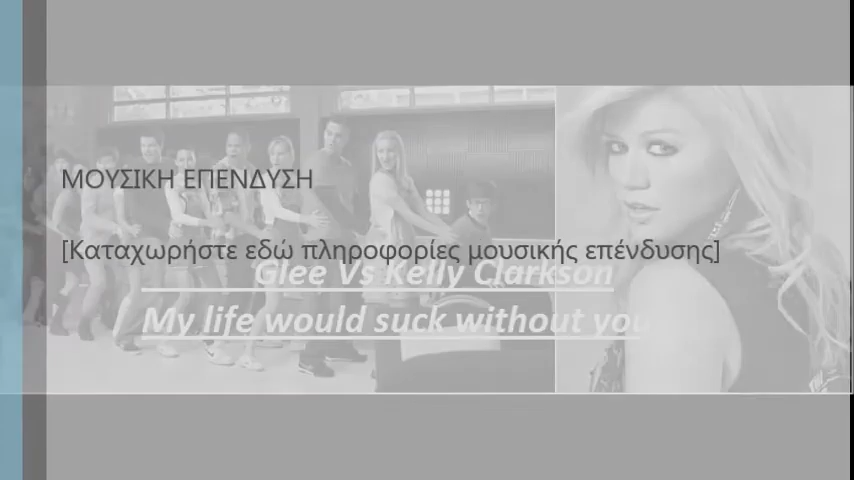 ΜΟΥΣΙΚΗ ΕΠΕΝΔΥΣΗ
[Καταχωρήστε εδώ πληροφορίες μουσικής επένδυσης]
Glee Vs Kelly Clarkson
My life would suck without you